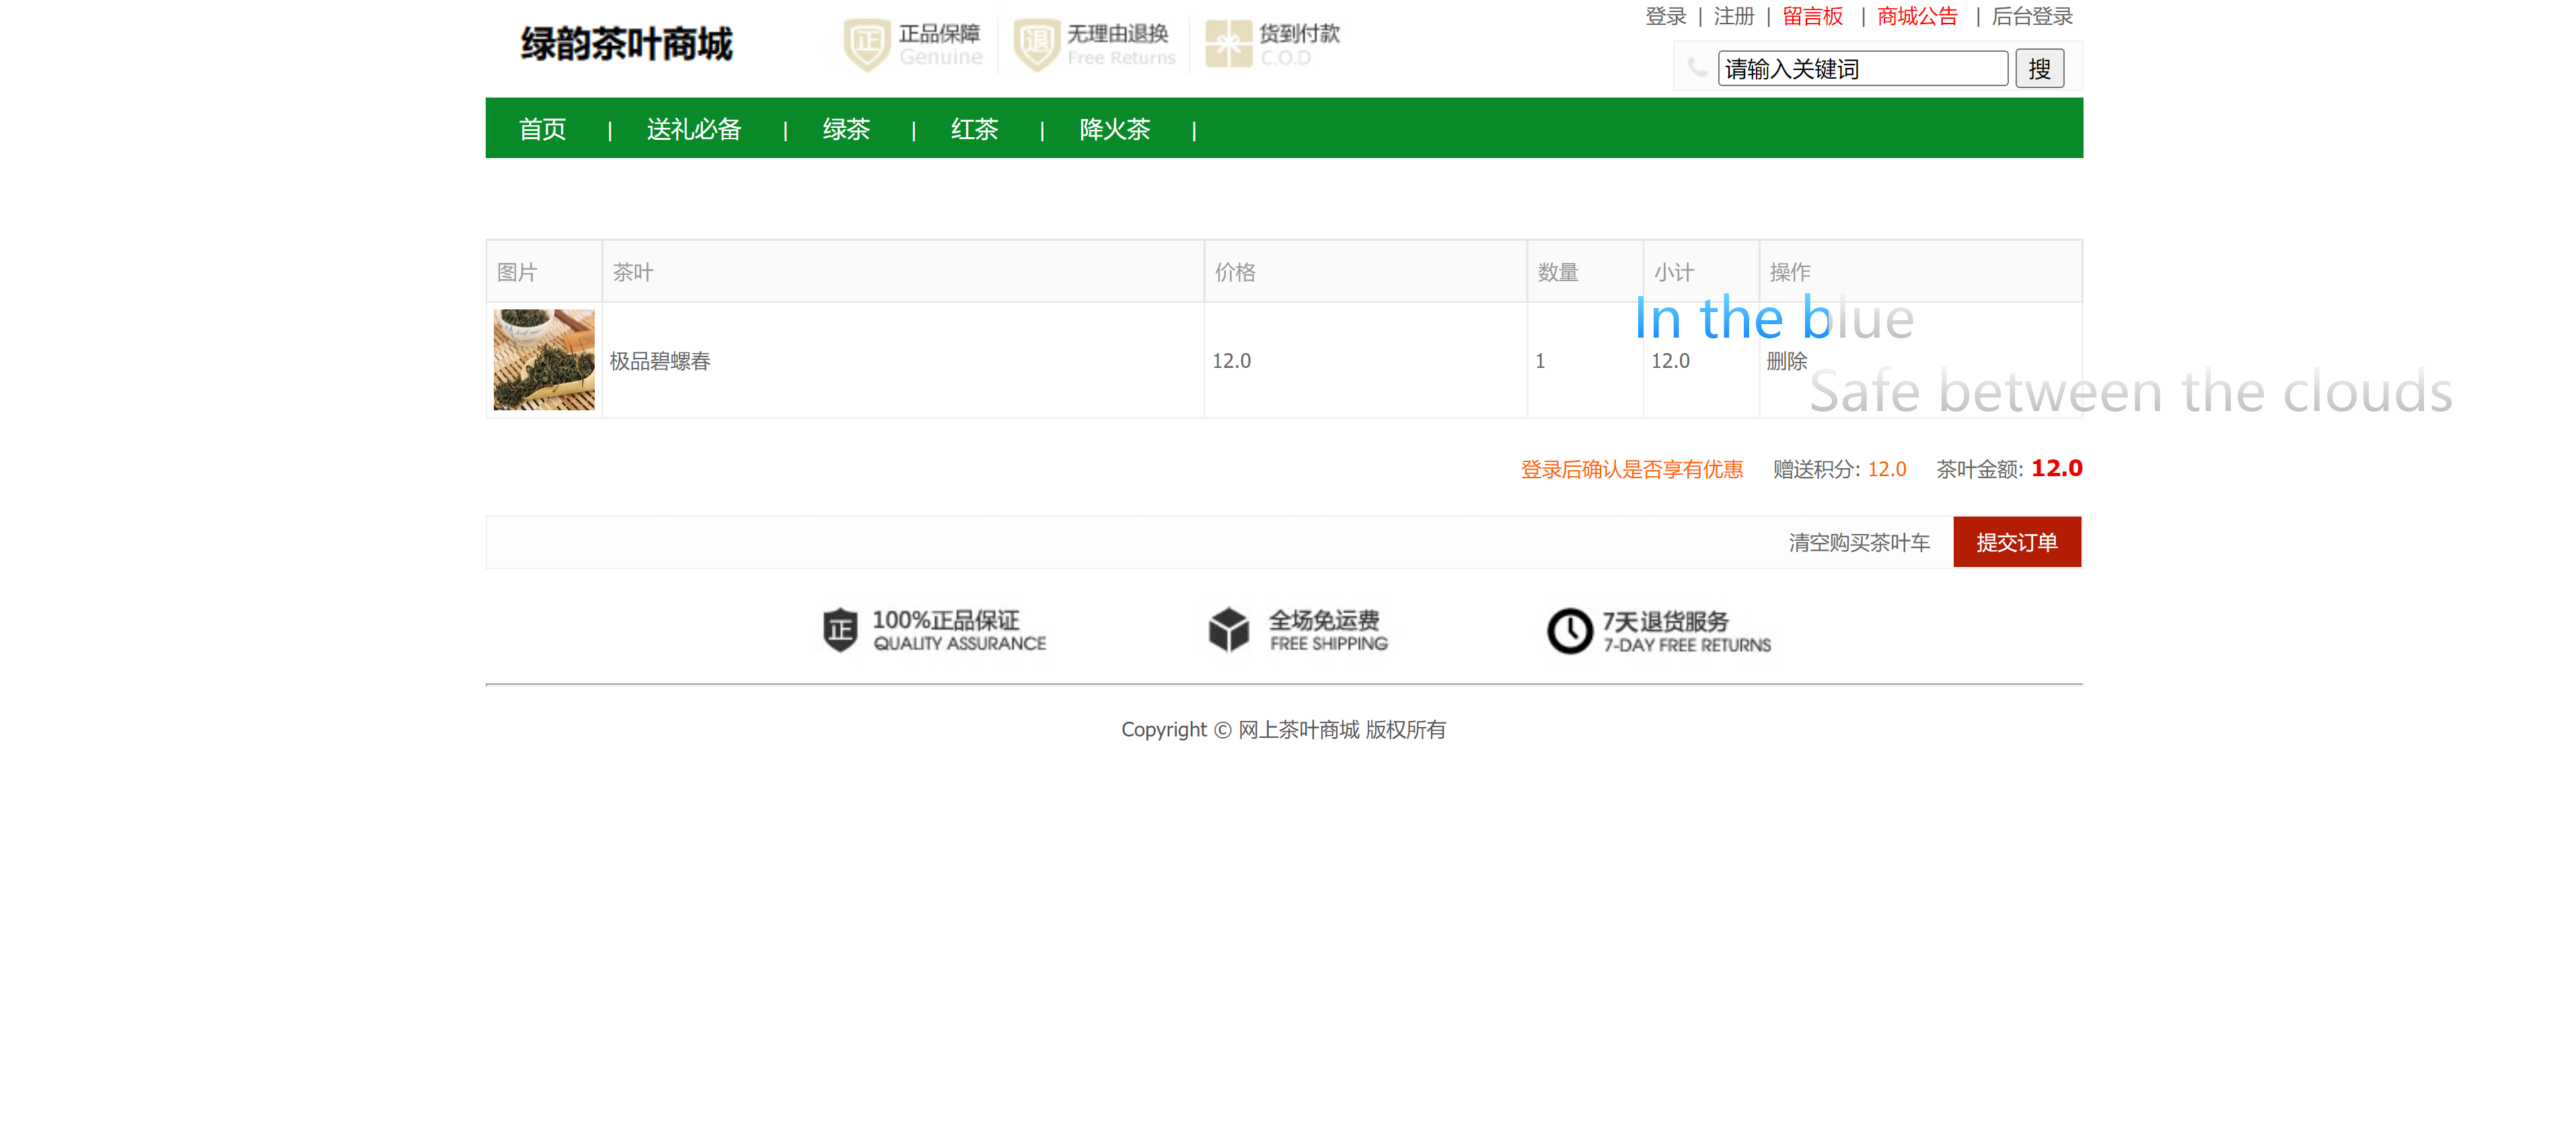 绿韵茶叶商城
正品保障
Genuine
无理由退换
Free Returns
货到付款
C.O.D
登录 | 注册 | 留言板 | 商城公告 | 后台登录
请输入关键词 搜
首页 | 送礼必备 | 绿茶 | 红茶 | 降火茶 |
图片 茶叶 价格 数量 小计 操作
In the blue
极品碧螺春 12.0 1 12.0 删除
Safe between the clouds
登录后确认是否享有优惠 赠送积分: 12.0 茶叶金额: 12.0
清空购买茶叶车 提交订单
正 100%正品保证
QUALITY ASSURANCE
全场免运费
FREE SHIPPING
7天退货服务
7-DAY FREE RETURNS
Copyright © 网上茶叶商城 版权所有